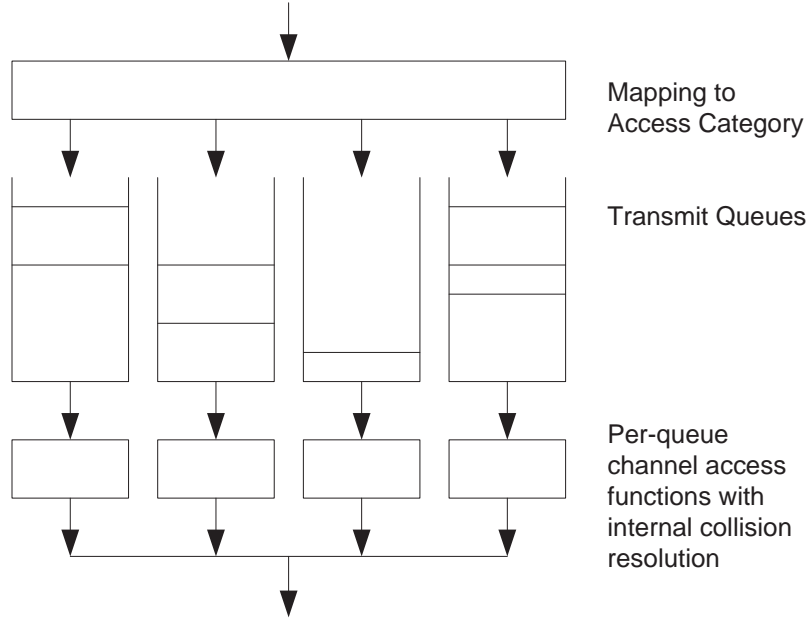 Mapping to
Access Category
Transmit Queues
Per-queue
channel access
functions with
internal collision
resolution